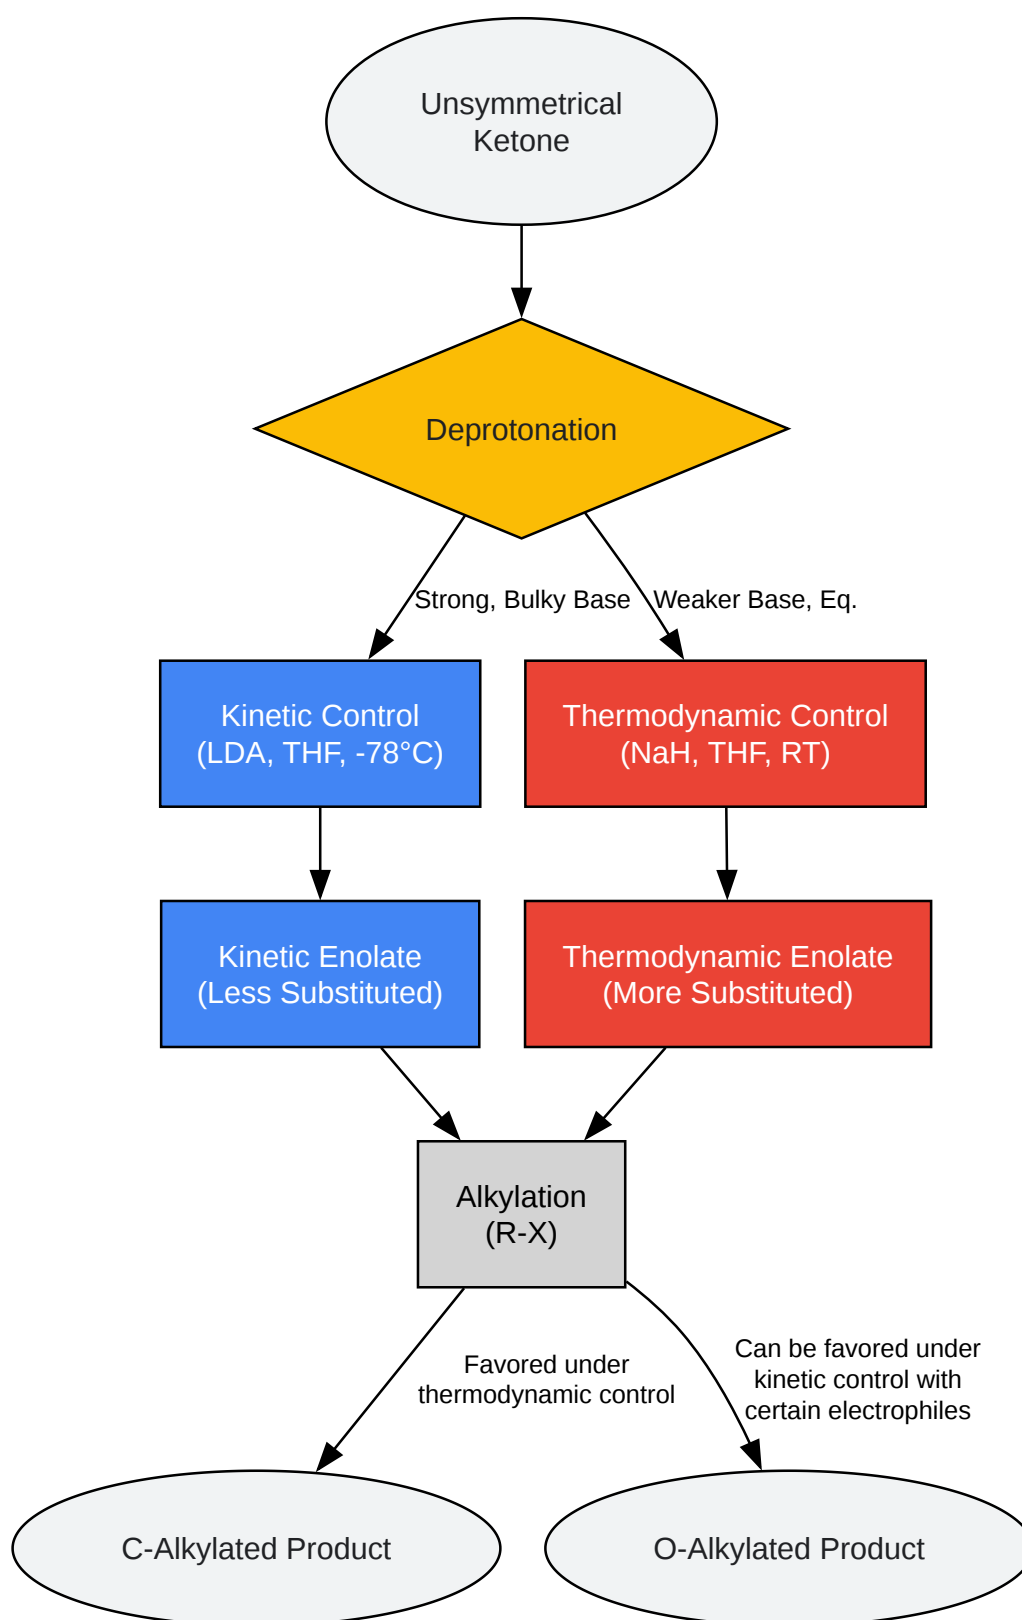 Unsymmetrical
Ketone
Deprotonation
Strong, Bulky Base
Weaker Base, Eq.
Kinetic Control
(LDA, THF, -78°C)
Thermodynamic Control
(NaH, THF, RT)
Kinetic Enolate
(Less Substituted)
Thermodynamic Enolate
(More Substituted)
Alkylation
(R-X)
Favored under
thermodynamic control
Can be favored under
kinetic control with
certain electrophiles
C-Alkylated Product
O-Alkylated Product